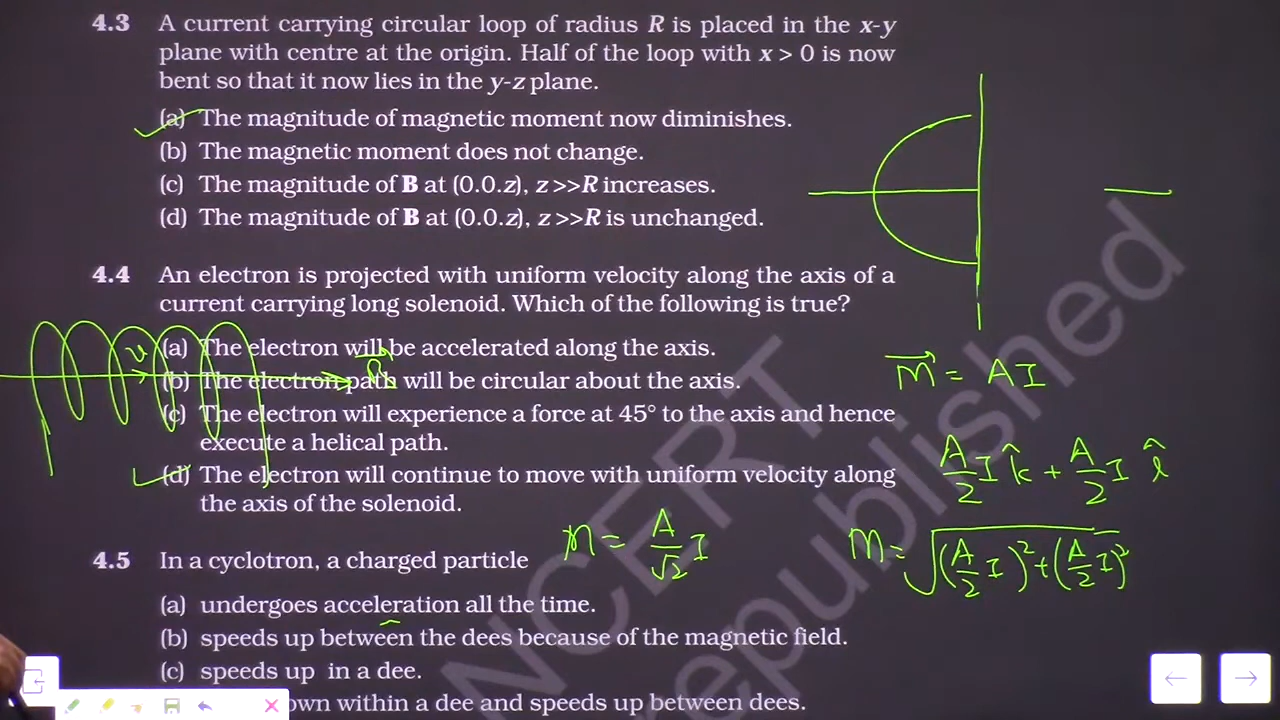 4.3 A current carrying circular loop of radius R is placed in the x-y
plane with centre at the origin. Half of the loop with x > 0 is now
bent so that it now lies in the y-z plane.
(a) The magnitude of magnetic moment now diminishes.
(b) The magnetic moment does not change.
(c) The magnitude of B at (0.0.z), z >>R increases.
(d) The magnitude of B at (0.0.z), z >>R is unchanged.
4.4 An electron is projected with uniform velocity along the axis of a
current carrying long solenoid. Which of the following is true?
(a) The electron will be accelerated along the axis.
(b) The electron path will be circular about the axis.
(c) The electron will experience a force at 45° to the axis and hence
execute a helical path.
(d) The electron will continue to move with uniform velocity along
the axis of the solenoid.
v
M = AI
A/2 I k̂ + A/2 I î
M = √(A/2 I)² + (A/2 I)²
M = A/√2 I
4.5 In a cyclotron, a charged particle
(a) undergoes acceleration all the time.
(b) speeds up between the dees because of the magnetic field.
(c) speeds up in a dee.
own within a dee and speeds up between dees.
NCERT
republished